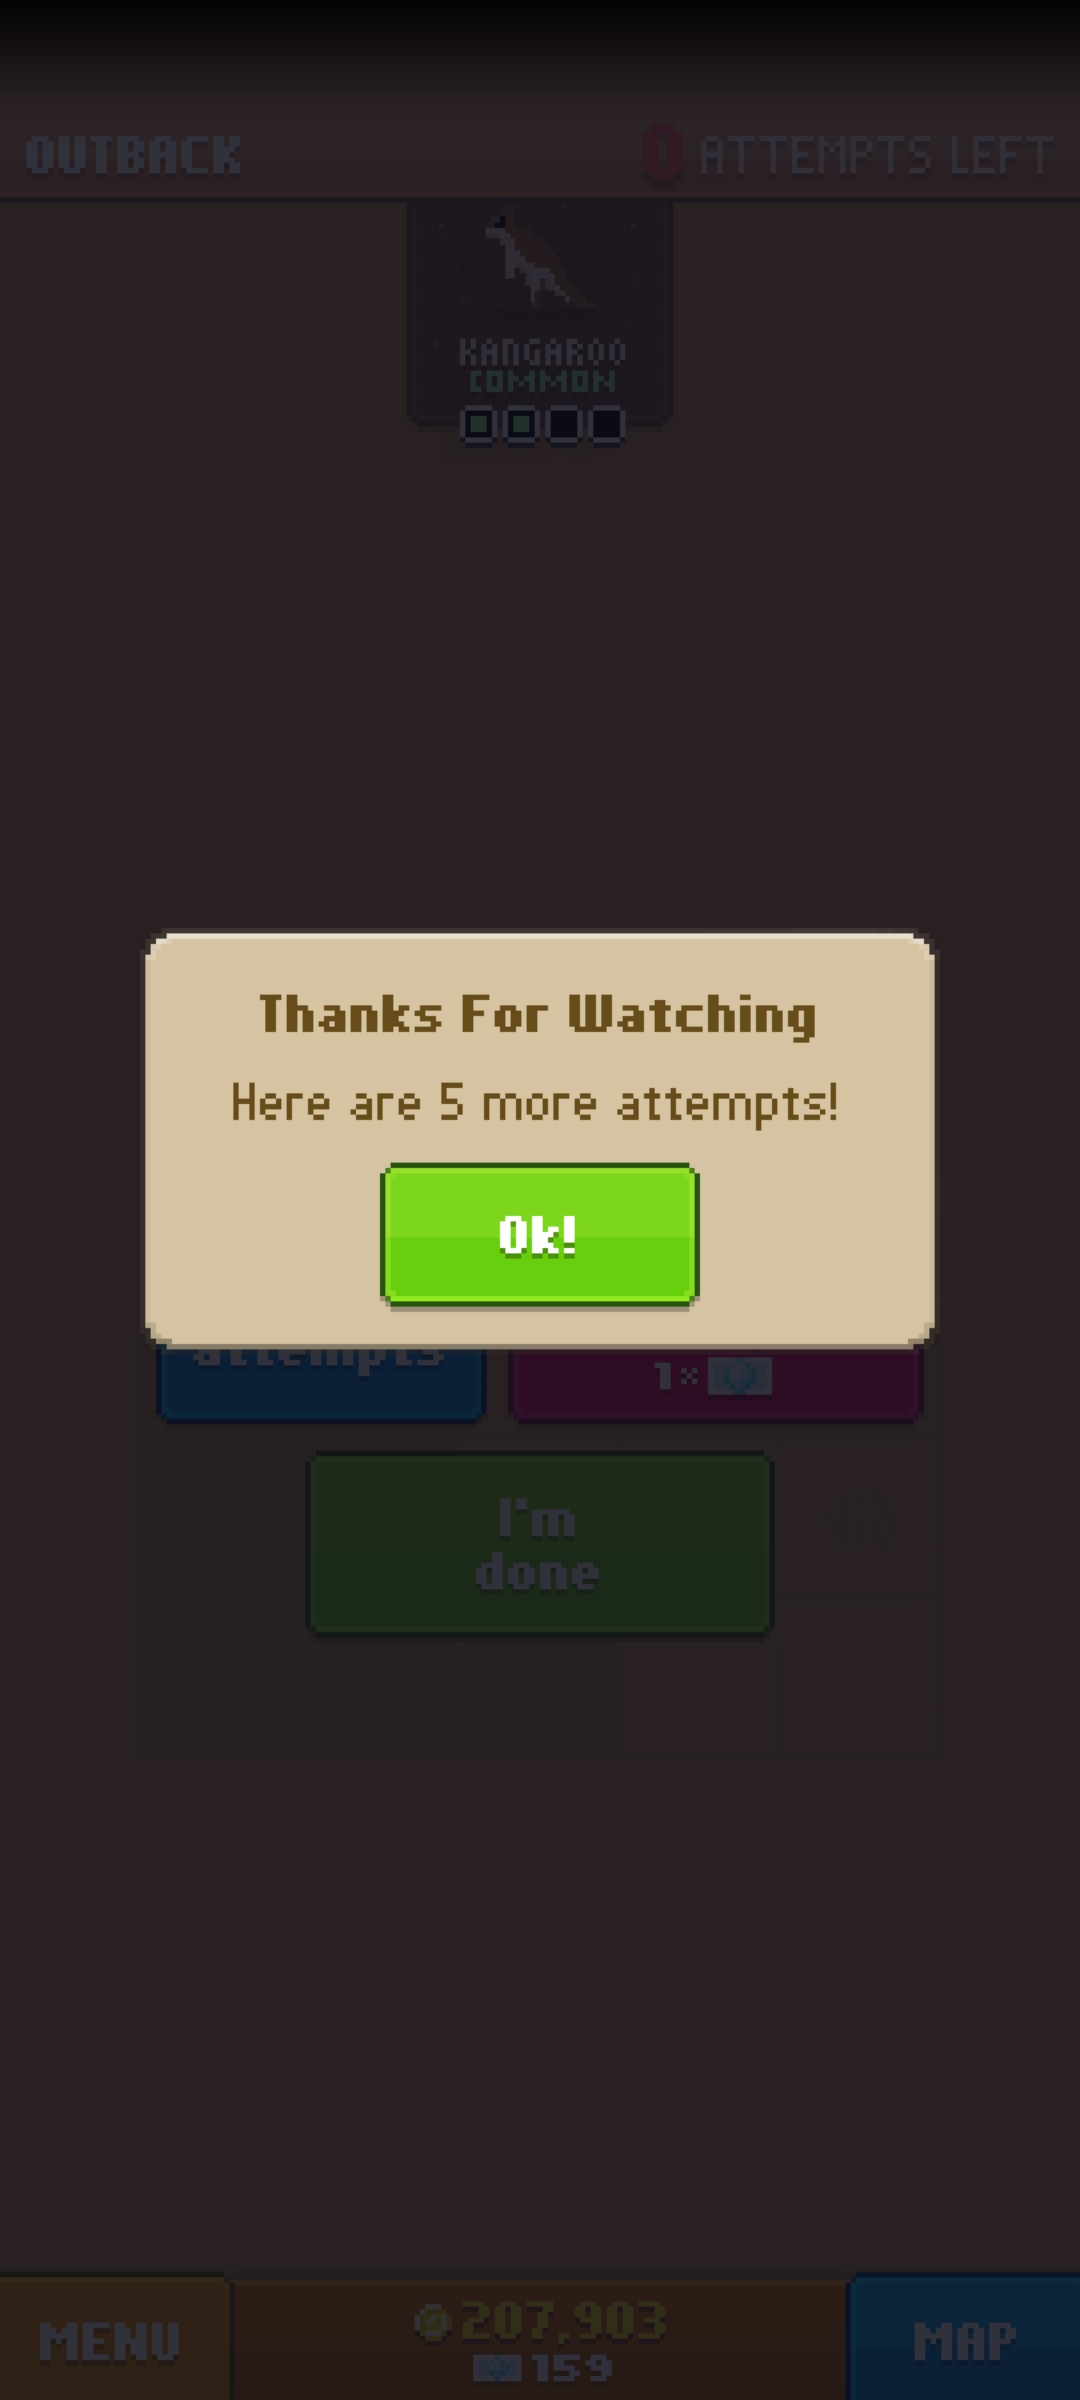 OUTBACK
0 ATTEMPTS LEFT
KANGAROO
COMMON
Thanks For Watching
Here are 5 more attempts!
Ok!
attempts
1×
I'm
done
MENU
207,903
159
MAP